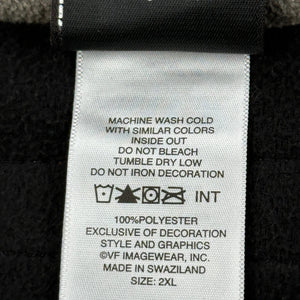 MACHINE WASH COLD
WITH SIMILAR COLORS
INSIDE OUT
DO NOT BLEACH
TUMBLE DRY LOW
DO NOT IRON DECORATION
INT
100%POLYESTER
EXCLUSIVE OF DECORATION
STYLE AND GRAPHICS
©VF IMAGEWEAR, INC.
MADE IN SWAZILAND
SIZE: 2XL